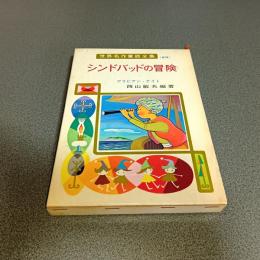 世界名作童話全集
シンドバッドの冒険
アラビアン・ナイト
西山敏夫編著